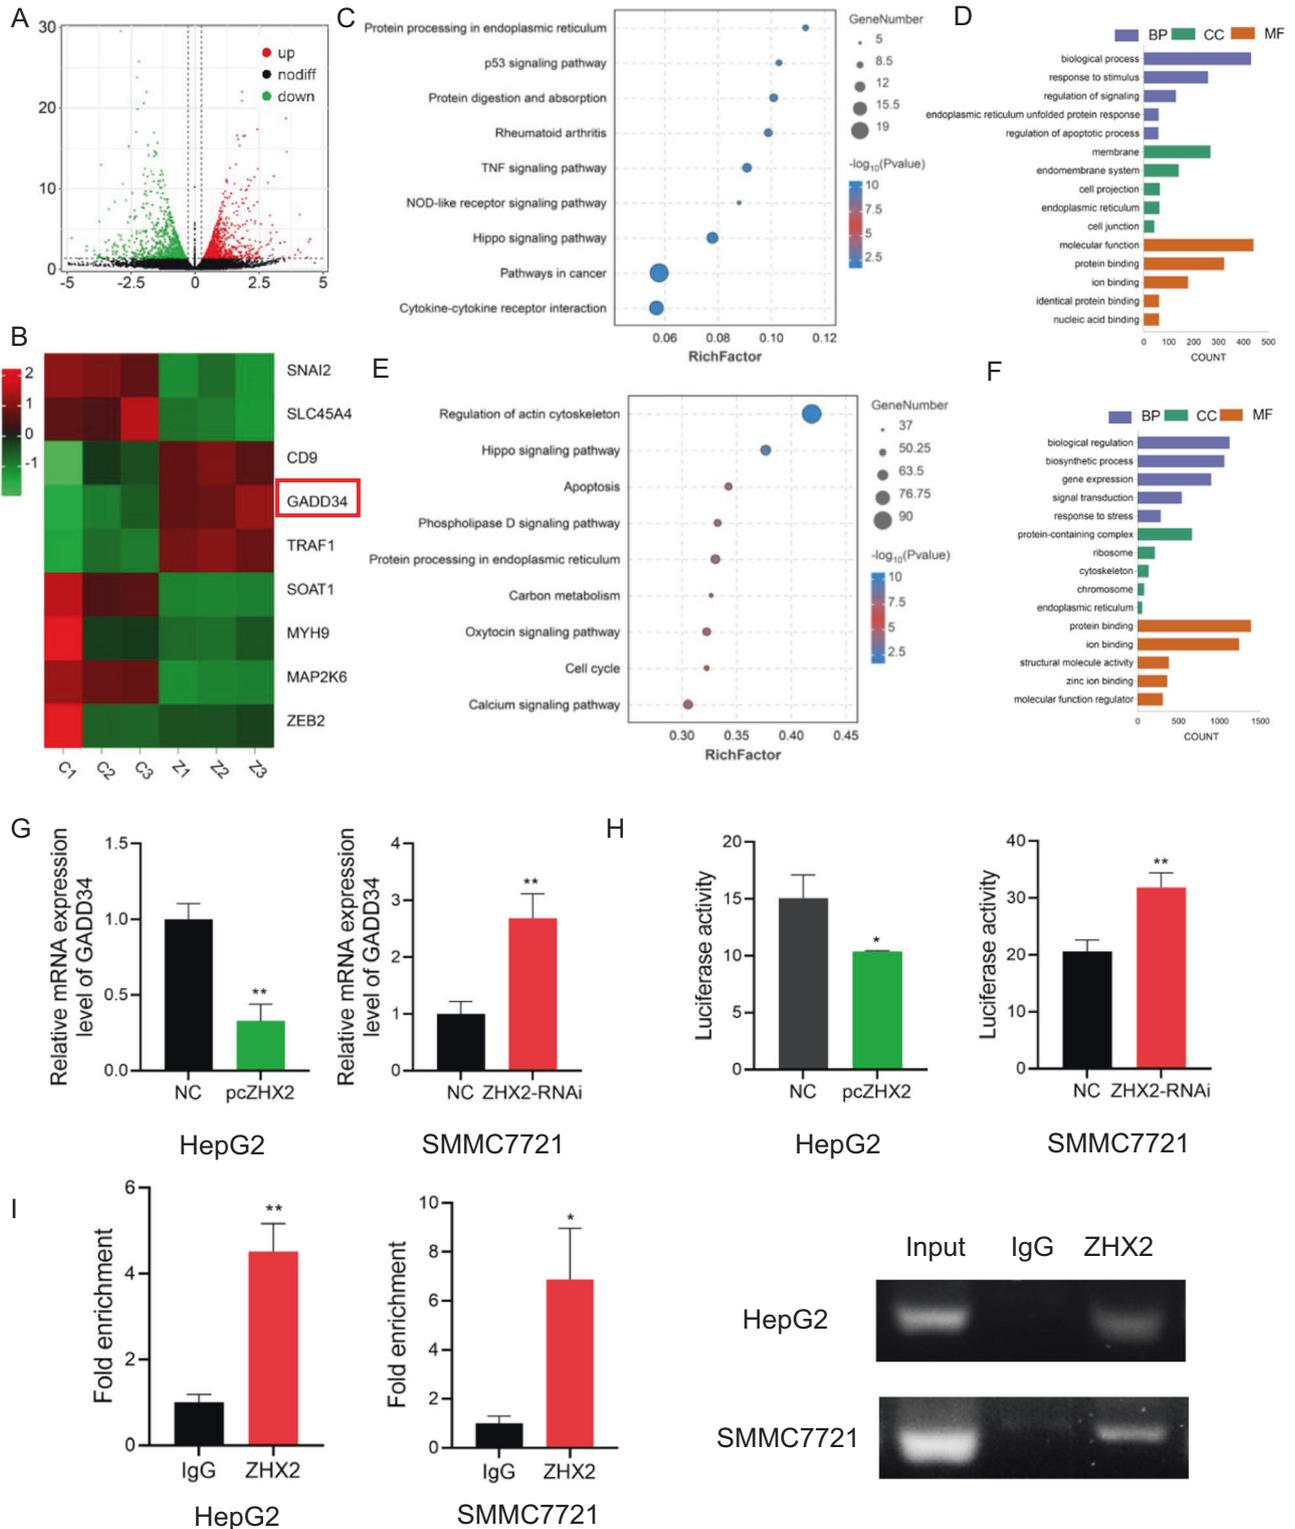 A
30
20
10
0
-5
-2.5
0
2.5
5
up
nodiff
down
B
2
1
0
-1
SNAI2
SLC45A4
CD9
GADD34
TRAF1
SOAT1
MYH9
MAP2K6
ZEB2
C1
C2
C3
Z1
Z2
Z3
C
Protein processing in endoplasmic reticulum
p53 signaling pathway
Protein digestion and absorption
Rheumatoid arthritis
TNF signaling pathway
NOD-like receptor signaling pathway
Hippo signaling pathway
Pathways in cancer
Cytokine-cytokine receptor interaction
0.06
0.08
0.10
0.12
RichFactor
GeneNumber
5
8.5
12
15.5
19
-log10(Pvalue)
10
7.5
5
2.5
D
BP CC MF
biological process
response to stimulus
regulation of signaling
endoplasmic reticulum unfolded protein response
regulation of apoptotic process
membrane
endomembrane system
cell projection
endoplasmic reticulum
cell junction
molecular function
protein binding
ion binding
identical protein binding
nucleic acid binding
0 100 200 300 400 500
COUNT
E
Regulation of actin cytoskeleton
Hippo signaling pathway
Apoptosis
Phospholipase D signaling pathway
Protein processing in endoplasmic reticulum
Carbon metabolism
Oxytocin signaling pathway
Cell cycle
Calcium signaling pathway
0.30
0.35
0.40
0.45
RichFactor
GeneNumber
37
50.25
63.5
76.75
90
-log10(Pvalue)
10
7.5
5
2.5
F
BP CC MF
biological regulation
biosynthetic process
gene expression
signal transduction
response to stress
protein-containing complex
ribosome
cytoskeleton
chromosome
endoplasmic reticulum
protein binding
ion binding
structural molecule activity
zinc ion binding
molecular function regulator
0 500 1000 1500
COUNT
G
Relative mRNA expression
level of GADD34
1.5
1.0
0.5
0.0
**
NC pcZHX2
HepG2
Relative mRNA expression
level of GADD34
4
3
2
1
0
**
NC ZHX2-RNAi
SMMC7721
H
Luciferase activity
20
15
10
5
0
*
NC pcZHX2
HepG2
Luciferase activity
40
30
20
10
0
**
NC ZHX2-RNAi
SMMC7721
I
Fold enrichment
6
4
2
0
**
IgG ZHX2
HepG2
Fold enrichment
10
8
6
4
2
0
*
IgG ZHX2
SMMC7721
Input IgG ZHX2
HepG2
SMMC7721